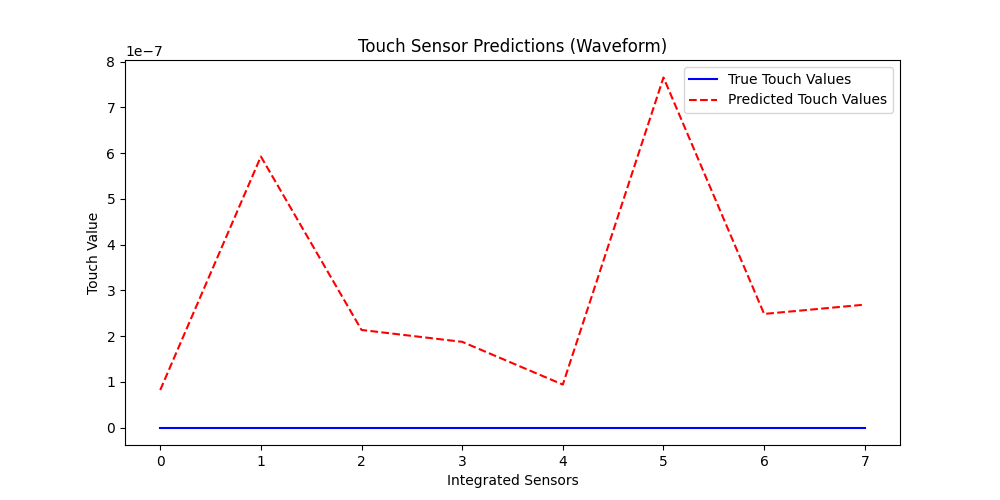 Touch Sensor Predictions (Waveform)
1e−7
True Touch Values
Predicted Touch Values
8
7
6
5
4
3
2
1
0
Touch Value
0 1 2 3 4 5 6 7
Integrated Sensors